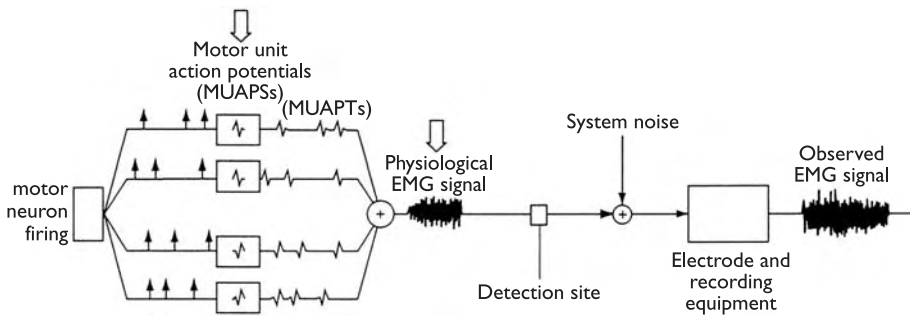 Motor unit
action potentials
(MUAPSs)
(MUAPTs)
motor
neuron
firing
+
Physiological
EMG signal
Detection site
System noise
+
Electrode and
recording
equipment
Observed
EMG signal